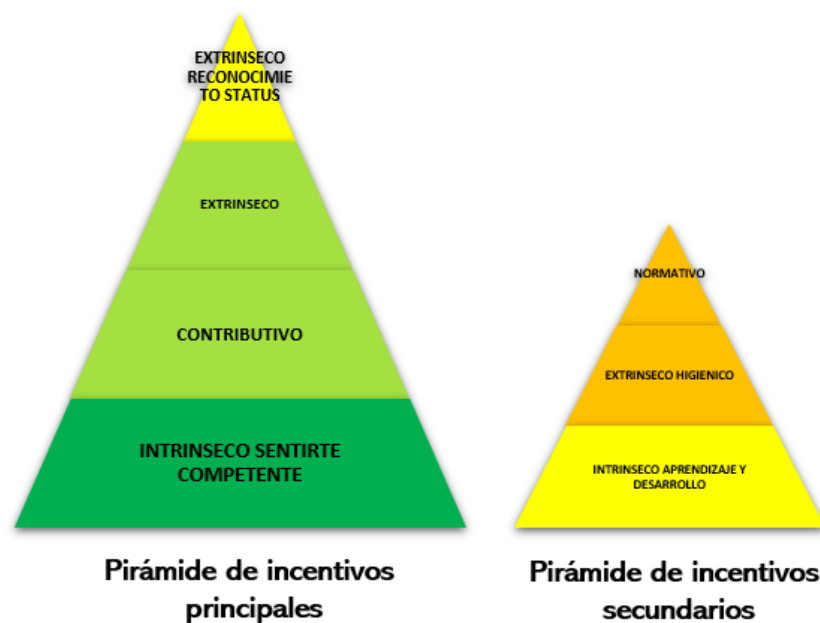 EXTRINSECO
RECONOCIMIE
TO STATUS
EXTRINSECO
CONTRIBUTIVO
INTRINSECO SENTIRTE
COMPETENTE
Pirámide de incentivos
principales
NORMATIVO
EXTRINSECO HIGIENICO
INTRINSECO APRENDIZAJE Y
DESARROLLO
Pirámide de incentivos
secundarios